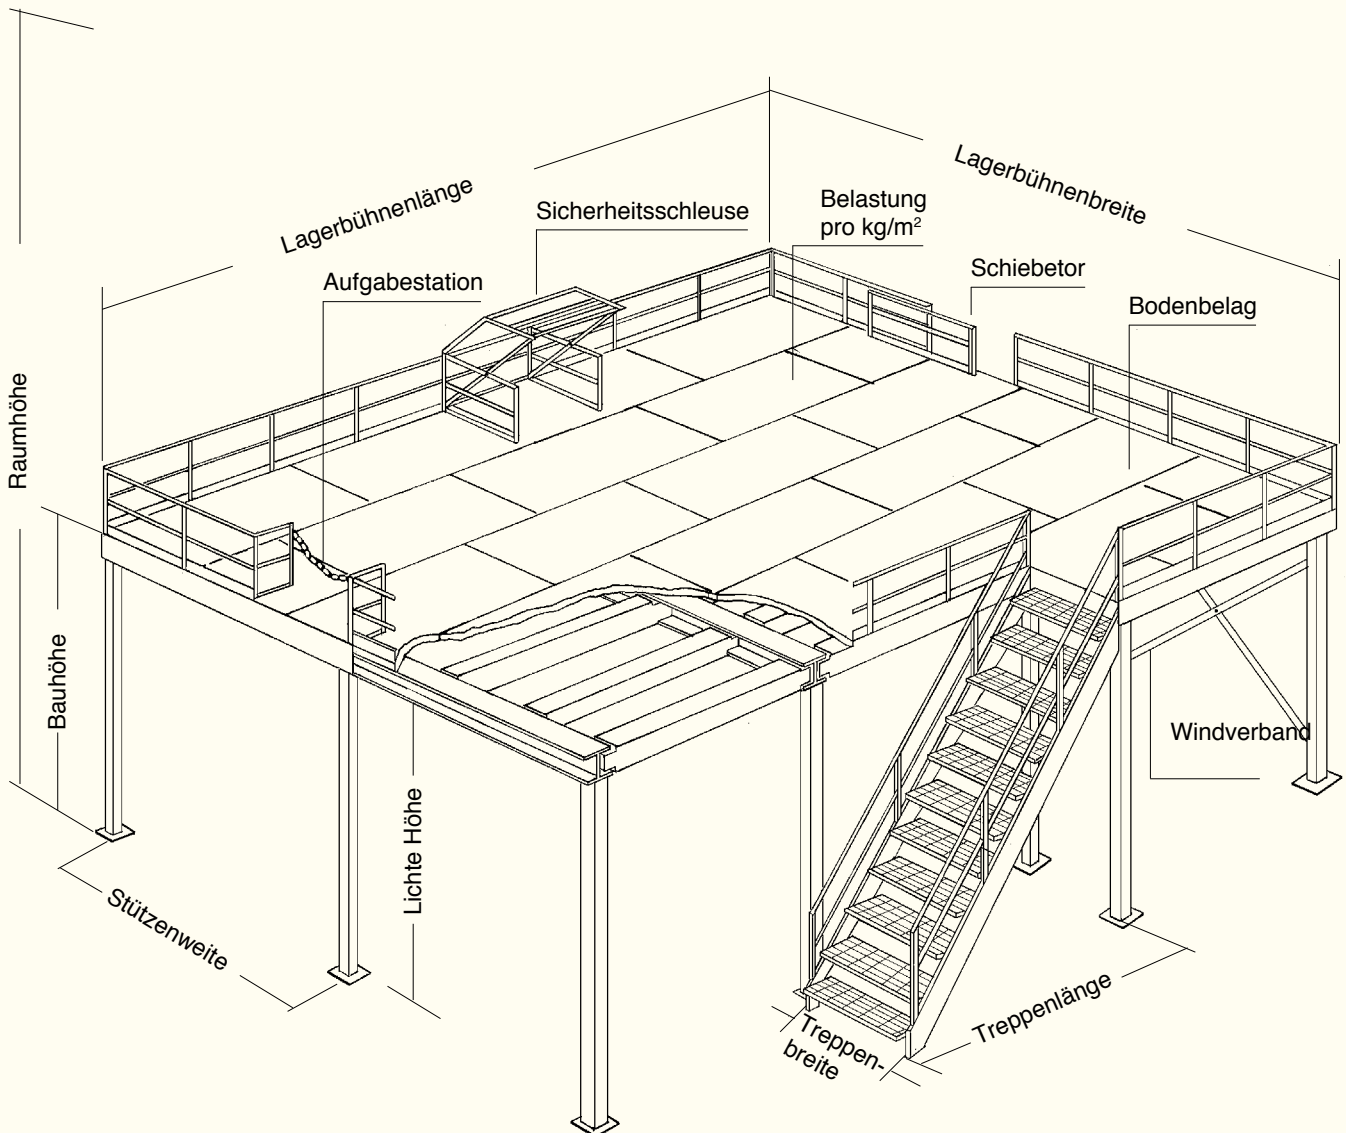 Lagerbühnenlänge
Lagerbühnenbreite
Sicherheitsschleuse
Belastung
pro kg/m²
Aufgabestation
Schiebetor
Bodenbelag
Raumhöhe
Bauhöhe
Lichte Höhe
Windverband
Stützenweite
Treppenlänge
Treppen-
breite